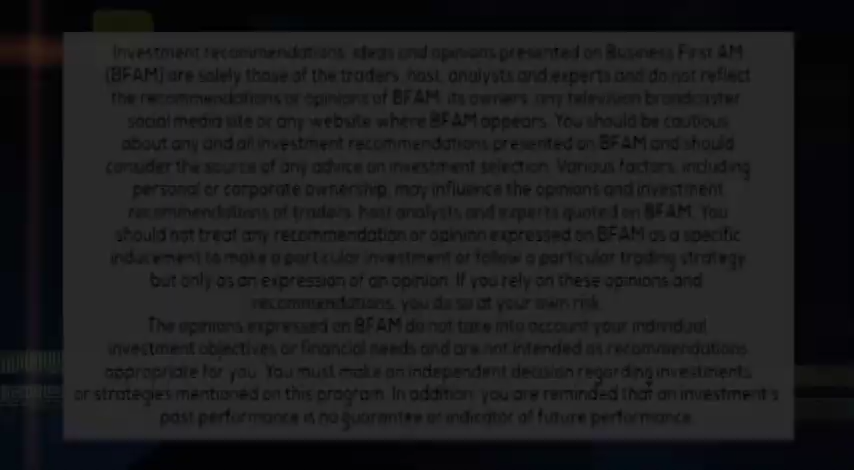 Investment recommendations, ideas and opinions presented on Business First AM
(BFAM) are solely those of the traders, host, analysts and experts and do not reflect
the recommendations or opinions of BFAM, its owners, any television broadcaster
social media site or any website where BFAM appears. You should be cautious
about any and all investment recommendations presented on BFAM and should
consider the source of any advice on investment selection. Various factors, including
personal or corporate ownership, may influence the opinions and investment
recommendations of traders, host analysts and experts quoted on BFAM. You
should not treat any recommendation or opinion expressed on BFAM as a specific
inducement to make a particular investment or follow a particular trading strategy
but only as an expression of an opinion. If you rely on these opinions and
recommendations, you do so at your own risk.
The opinions expressed on BFAM do not take into account your individual
investment objectives or financial needs and are not intended as recommendations
appropriate for you. You must make an independent decision regarding investments
or strategies mentioned on this program. In addition, you are reminded that an investment's
past performance is no guarantee or indicator of future performance.